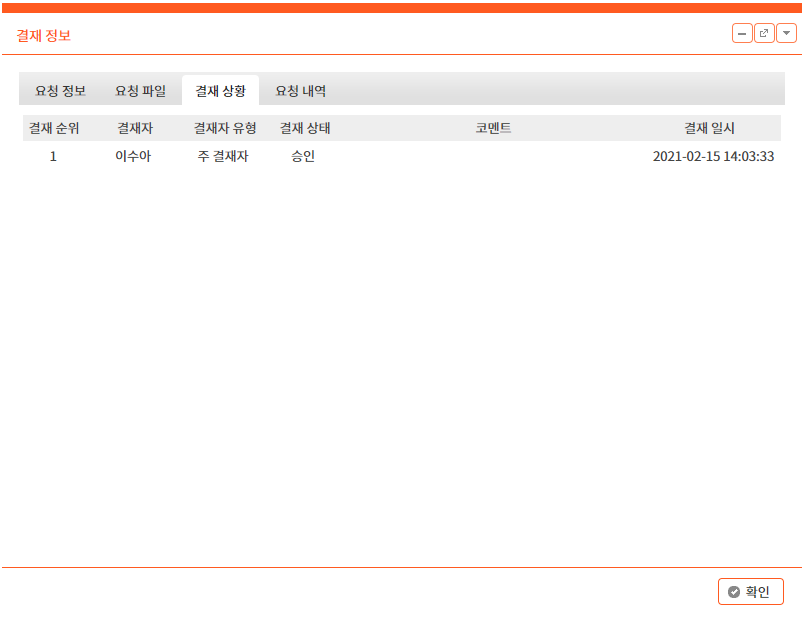 결재 정보
요청 정보 요청 파일 결재 상황 요청 내역
결재 순위 결재자 결재자 유형 결재 상태 코멘트 결재 일시
1 이수아 주 결재자 승인 2021-02-15 14:03:33
확인